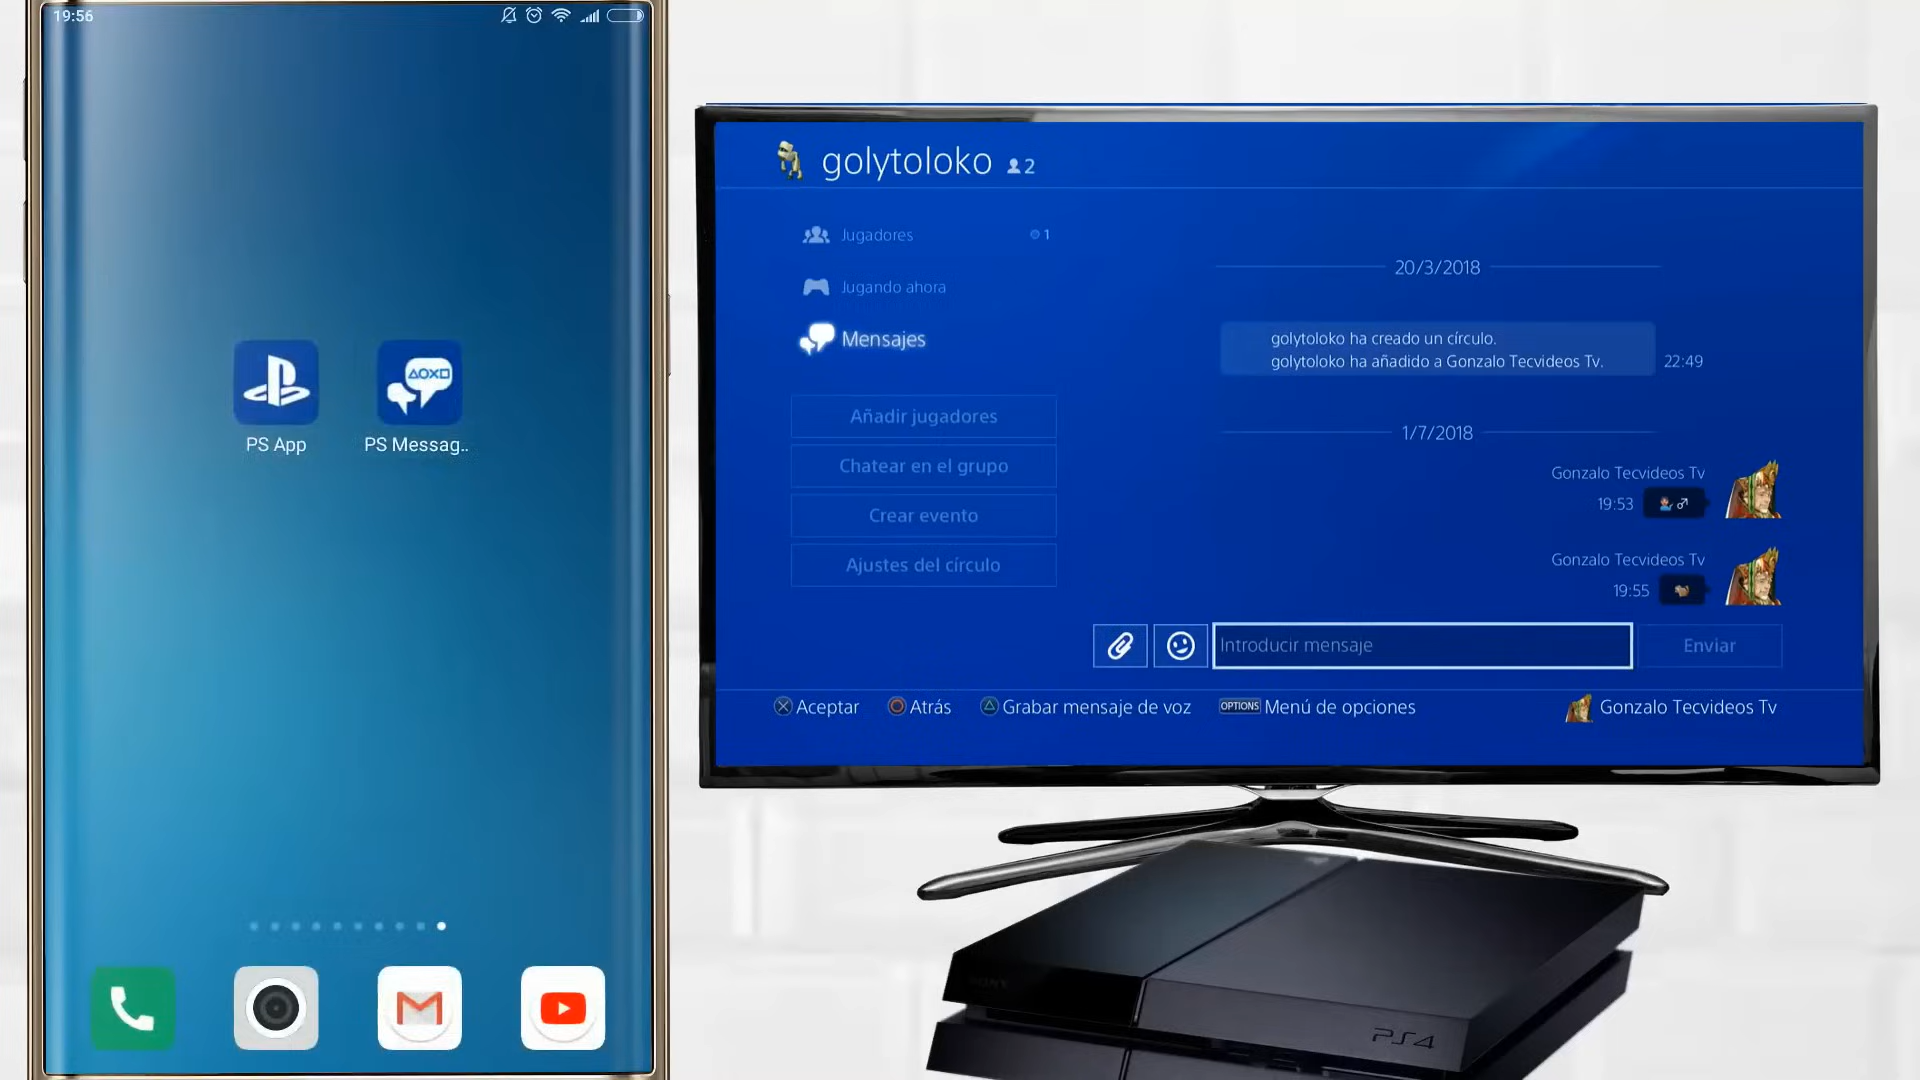 19:56
PS App
PS Messag..
golytoloko 2
Jugadores 1
Jugando ahora
Mensajes
Añadir jugadores
Chatear en el grupo
Crear evento
Ajustes del círculo
20/3/2018
golytoloko ha creado un círculo.
golytoloko ha añadido a Gonzalo Tecvideos Tv.
22:49
1/7/2018
Gonzalo Tecvideos Tv
19:53
Gonzalo Tecvideos Tv
19:55
Introducir mensaje
Enviar
Aceptar
Atrás
Grabar mensaje de voz
OPTIONS Menú de opciones
Gonzalo Tecvideos Tv
SONY
PS4